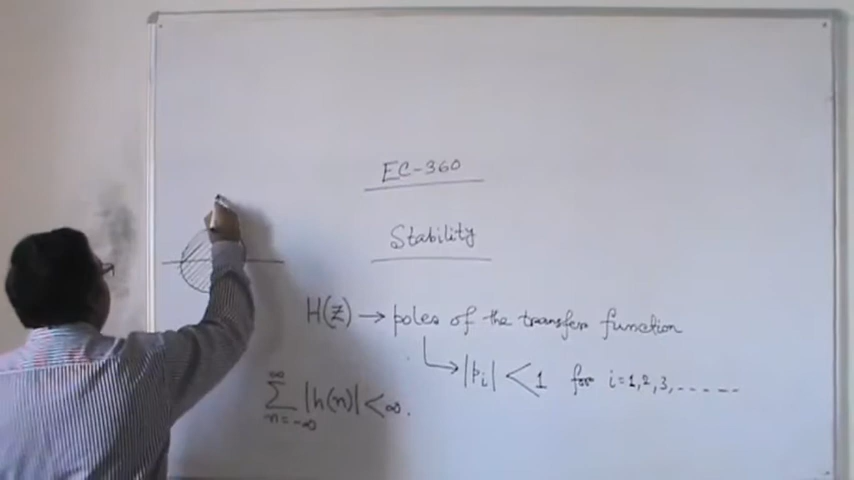 EC-360
Stability
H(Z) → poles of the transfer function
|pi| < 1 for i=1,2,3,------
∞
∑ |h(n)| < ∞.
n=-∞